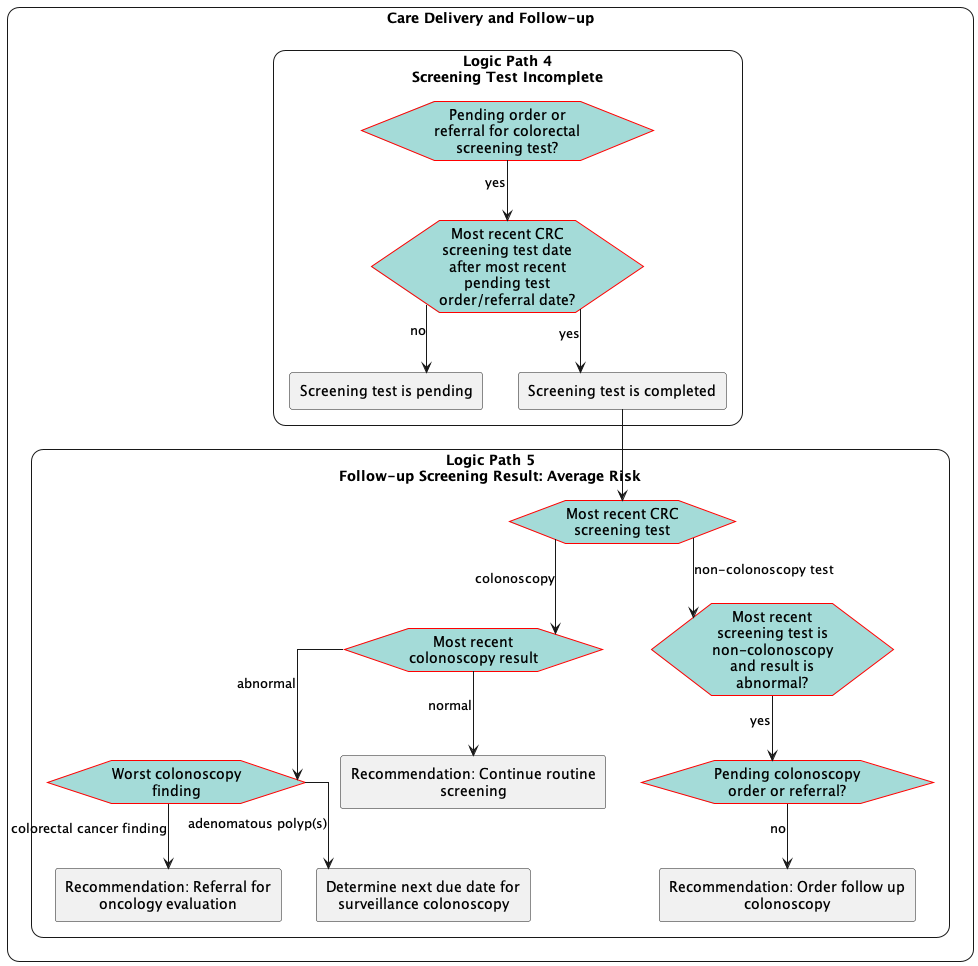 Care Delivery and Follow-up
Logic Path 4
Screening Test Incomplete
Pending order or
referral for colorectal
screening test?
yes
Most recent CRC
screening test date
after most recent
pending test
order/referral date?
no
yes
Screening test is pending
Screening test is completed
Logic Path 5
Follow-up Screening Result: Average Risk
Most recent CRC
screening test
colonoscopy
non-colonoscopy test
Most recent
colonoscopy result
Most recent
screening test is
non-colonoscopy
and result is
abnormal?
abnormal
normal
yes
Worst colonoscopy
finding
Recommendation: Continue routine
screening
Pending colonoscopy
order or referral?
colorectal cancer finding
adenomatous polyp(s)
no
Recommendation: Referral for
oncology evaluation
Determine next due date for
surveillance colonoscopy
Recommendation: Order follow up
colonoscopy